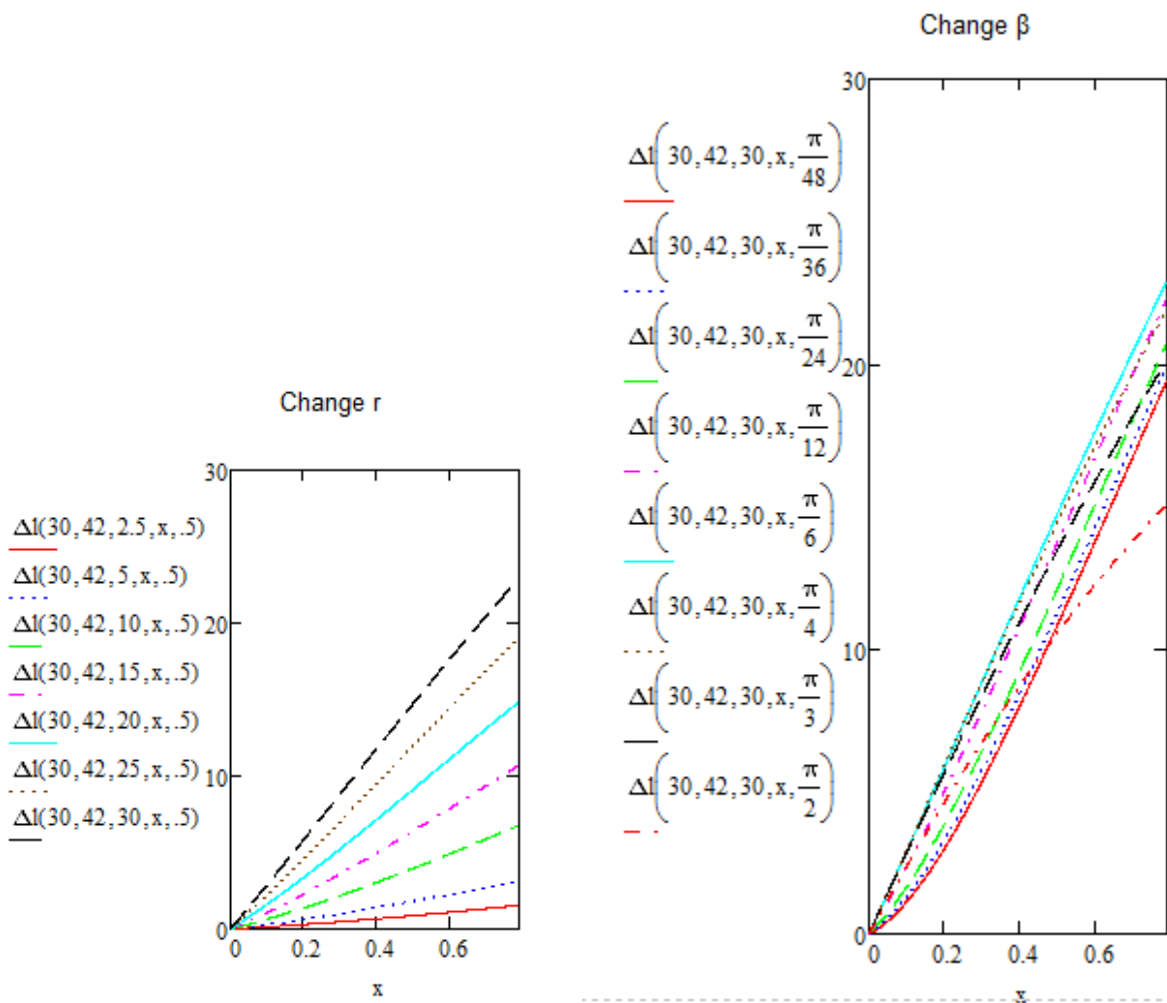 Change r
30
20
10
0
Δl(30,42,2.5,x,.5)
Δl(30,42,5,x,.5)
Δl(30,42,10,x,.5)
Δl(30,42,15,x,.5)
Δl(30,42,20,x,.5)
Δl(30,42,25,x,.5)
Δl(30,42,30,x,.5)
0 0.2 0.4 0.6
x
Change β
30
20
10
0
Δl(30,42,30,x,π/48)
Δl(30,42,30,x,π/36)
Δl(30,42,30,x,π/24)
Δl(30,42,30,x,π/12)
Δl(30,42,30,x,π/6)
Δl(30,42,30,x,π/4)
Δl(30,42,30,x,π/3)
Δl(30,42,30,x,π/2)
0 0.2 0.4 0.6
x